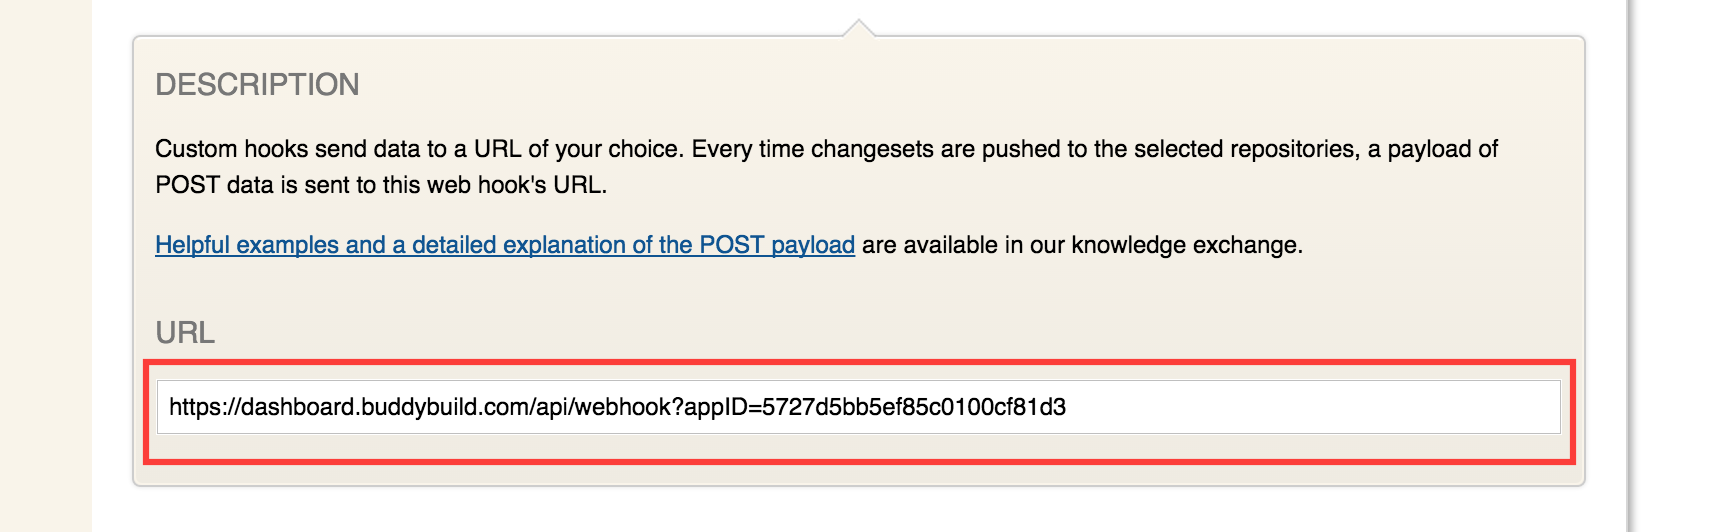 DESCRIPTION
Custom hooks send data to a URL of your choice. Every time changesets are pushed to the selected repositories, a payload of
POST data is sent to this web hook's URL.
Helpful examples and a detailed explanation of the POST payload are available in our knowledge exchange.
URL
https://dashboard.buddybuild.com/api/webhook?appID=5727d5bb5ef85c0100cf81d3